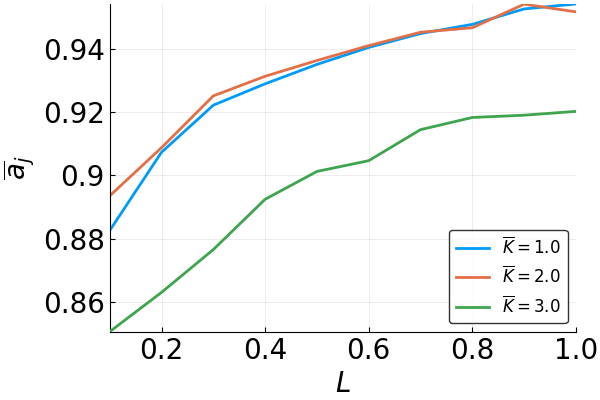 0.94
0.92
0.9
0.88
0.86
a̅ⱼ
K̅ = 1.0
K̅ = 2.0
K̅ = 3.0
0.2 0.4 0.6 0.8 1.0
L